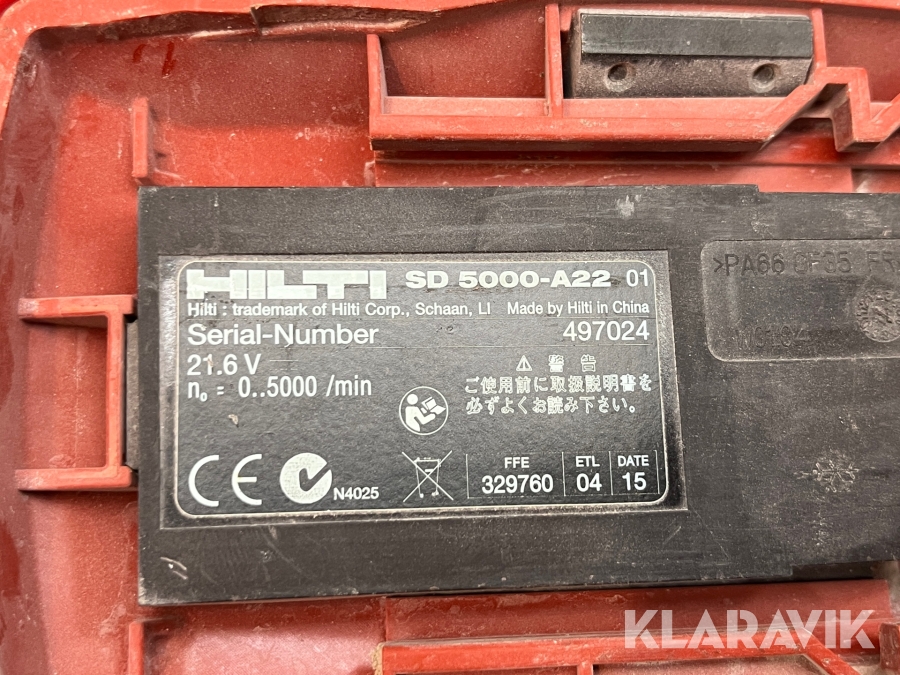 HILTI SD 5000-A22 01
Hilti : trademark of Hilti Corp., Schaan, LI Made by Hilti in China
Serial-Number 497024
21.6 V
n₀ = 0..5000 /min
⚠ 警告
ご使用前に取扱説明書を
必ずよくお読み下さい。
CE N4025
FFE ETL DATE
329760 04 15
>PA66
KLARAVIK